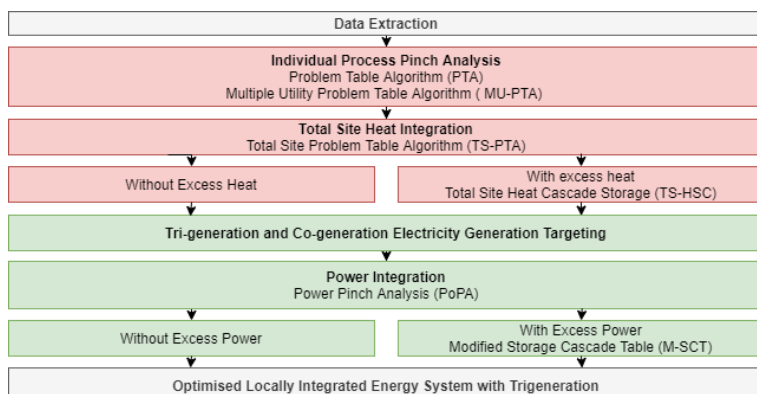 Data Extraction
Individual Process Pinch Analysis
Problem Table Algorithm (PTA)
Multiple Utility Problem Table Algorithm ( MU-PTA)
Total Site Heat Integration
Total Site Problem Table Algorithm (TS-PTA)
Without Excess Heat
With excess heat
Total Site Heat Cascade Storage (TS-HSC)
Tri-generation and Co-generation Electricity Generation Targeting
Power Integration
Power Pinch Analysis (PoPA)
Without Excess Power
With Excess Power
Modified Storage Cascade Table (M-SCT)
Optimised Locally Integrated Energy System with Trigeneration